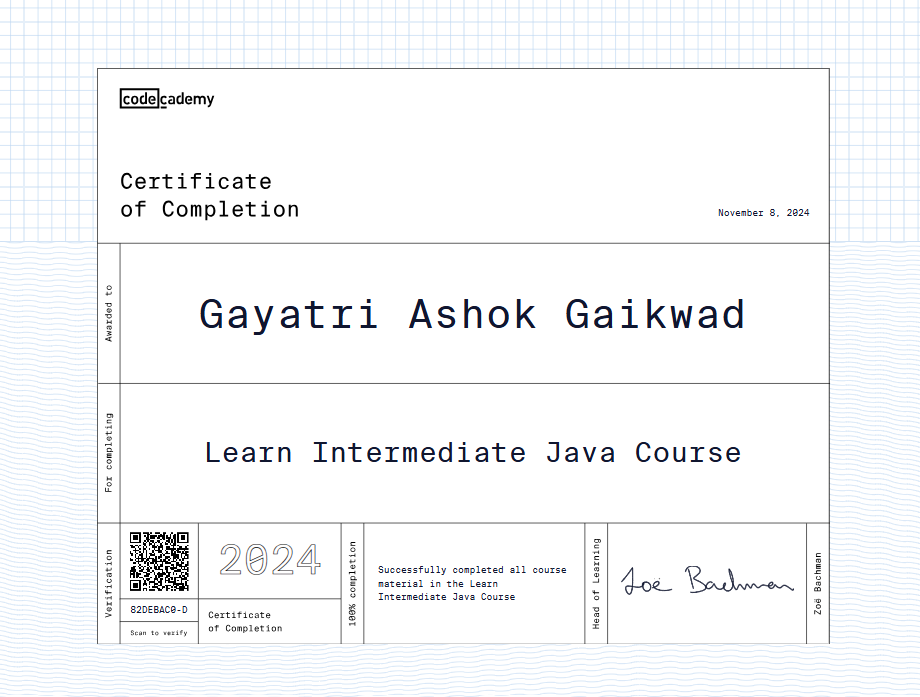 codecademy
Certificate
of Completion
November 8, 2024
Awarded to
Gayatri Ashok Gaikwad
For completing
Learn Intermediate Java Course
Verification
82DEBAC0-D
Scan to verify
2024
Certificate
of Completion
100% completion
Successfully completed all course
material in the Learn
Intermediate Java Course
Head of Learning
Zoë Bachman
Zoë Bachman